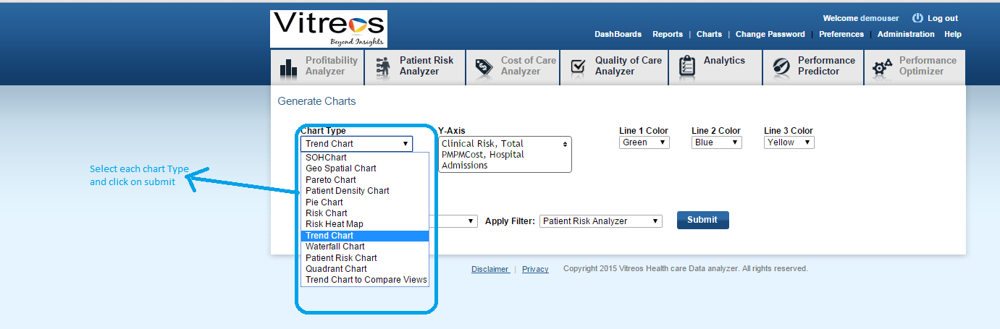 Vitreos
Beyond Insights.
Welcome demouser Log out
DashBoards Reports | Charts | Change Password | Preferences | Administration Help
Profitability
Analyzer
Patient Risk
Analyzer
Cost of Care
Analyzer
Quality of Care
Analyzer
Analytics
Performance
Predictor
Performance
Optimizer
Generate Charts
Chart Type
Trend Chart
SOHChart
Geo Spatial Chart
Pareto Chart
Patient Density Chart
Pie Chart
Risk Chart
Risk Heat Map
Trend Chart
Waterfall Chart
Patient Risk Chart
Quadrant Chart
Trend Chart to Compare Views
Y-Axis
Clinical Risk, Total
PMPMCost, Hospital
Admissions
Line 1 Color
Green
Line 2 Color
Blue
Line 3 Color
Yellow
Select each chart Type
and click on submit
Apply Filter: Patient Risk Analyzer Submit
Disclaimer | Privacy Copyright 2015 Vitreos Health care Data analyzer. All rights reserved.